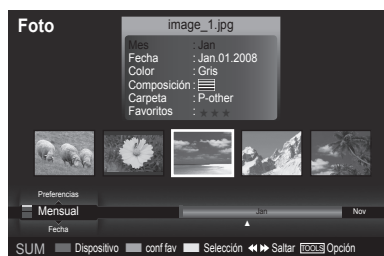 Foto
image_1.jpg
Mes : Jan
Fecha : Jan.01.2008
Color : Gris
Composición :
Carpeta : P-other
Favoritos : ★ ★ ★
Preferencias
Mensual
Jan
Nov
Fecha
SUM Dispositivo conf fav Selección Saltar TOOLS Opción